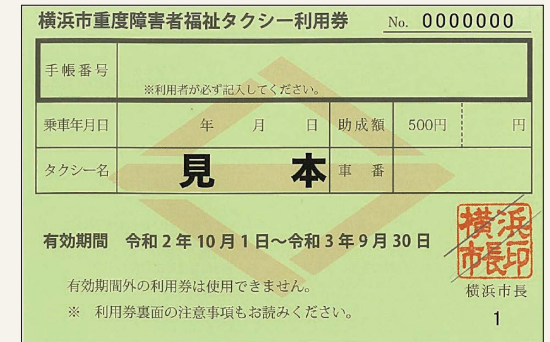 横浜市重度障害者福祉タクシー利用券 No. 0000000
手帳番号
※利用者が必ず記入してください。
乗車年月日 年 月 日 助成額 500円 円
タクシー名 見 本 車 番
有効期間 令和2年10月1日～令和3年9月30日
横浜
市長印
有効期間外の利用券は使用できません。
横浜市長
※ 利用券裏面の注意事項もお読みください。
1